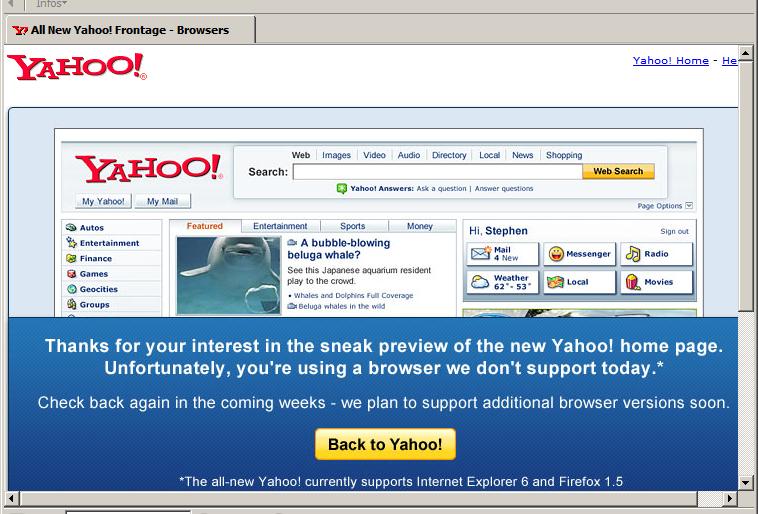 Infos
All New Yahoo! Frontage - Browsers
YAHOO!
Yahoo! Home - He
YAHOO!
Web Images Video Audio Directory Local News Shopping
Search:
Web Search
Yahoo! Answers: Ask a question | Answer questions
My Yahoo! My Mail
Page Options
Autos
Entertainment
Finance
Games
Geocities
Groups
Featured Entertainment Sports Money
A bubble-blowing
beluga whale?
See this Japanese aquarium resident
play to the crowd.
• Whales and Dolphins Full Coverage
Beluga whales in the wild
Hi, Stephen
Sign out
Mail
4 New
Messenger
Radio
Weather
62° - 53°
Local
Movies
Thanks for your interest in the sneak preview of the new Yahoo! home page.
Unfortunately, you're using a browser we don't support today.*
Check back again in the coming weeks - we plan to support additional browser versions soon.
Back to Yahoo!
*The all-new Yahoo! currently supports Internet Explorer 6 and Firefox 1.5